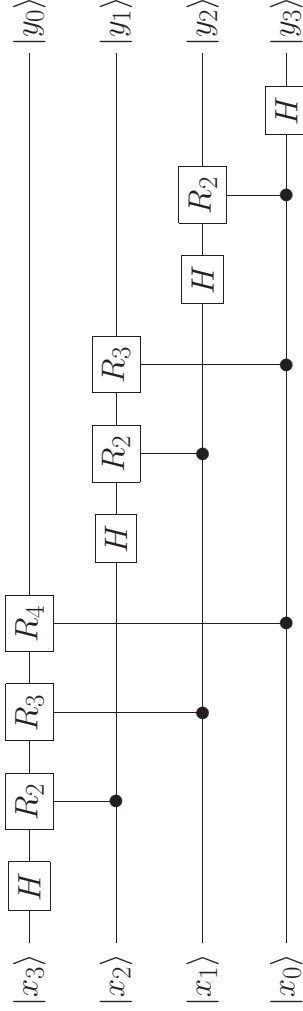 |x₃⟩ H R₂ R₃ R₄ |y₀⟩
|x₂⟩ H R₂ R₃ |y₁⟩
|x₁⟩ H R₂ |y₂⟩
|x₀⟩ H |y₃⟩